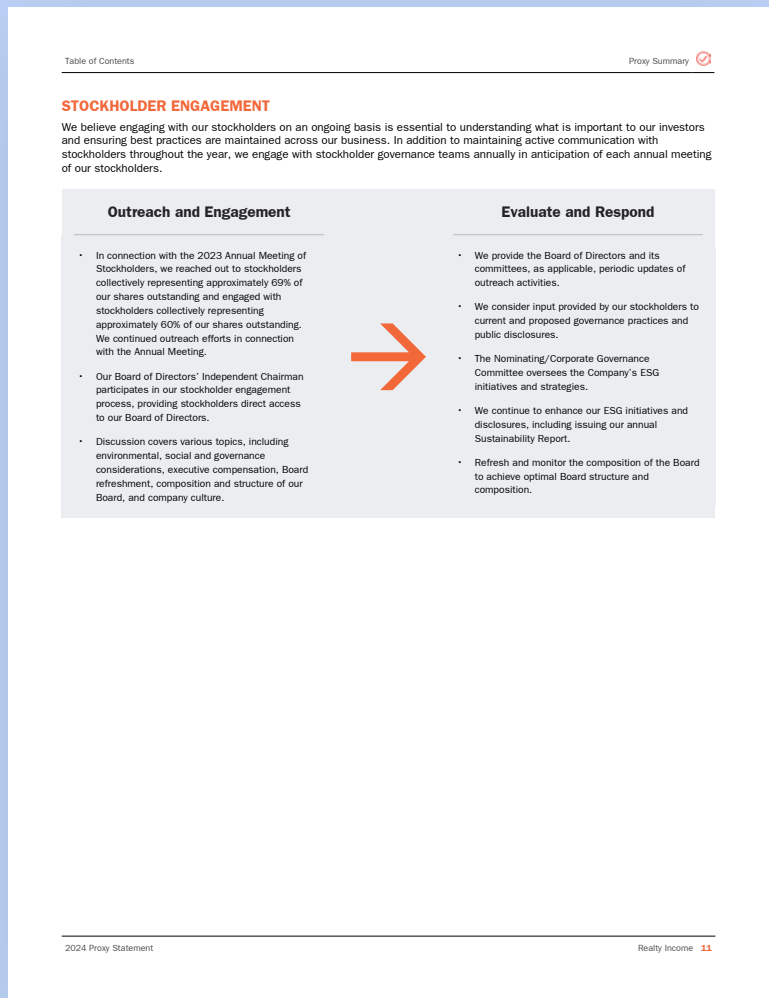 Table of Contents
Proxy Summary
STOCKHOLDER ENGAGEMENT
We believe engaging with our stockholders on an ongoing basis is essential to understanding what is important to our investors
and ensuring best practices are maintained across our business. In addition to maintaining active communication with
stockholders throughout the year, we engage with stockholder governance teams annually in anticipation of each annual meeting
of our stockholders.
Outreach and Engagement
• In connection with the 2023 Annual Meeting of
Stockholders, we reached out to stockholders
collectively representing approximately 69% of
our shares outstanding and engaged with
stockholders collectively representing
approximately 60% of our shares outstanding.
We continued outreach efforts in connection
with the Annual Meeting.
• Our Board of Directors' Independent Chairman
participates in our stockholder engagement
process, providing stockholders direct access
to our Board of Directors.
• Discussion covers various topics, including
environmental, social and governance
considerations, executive compensation, Board
refreshment, composition and structure of our
Board, and company culture.
Evaluate and Respond
• We provide the Board of Directors and its
committees, as applicable, periodic updates of
outreach activities.
• We consider input provided by our stockholders to
current and proposed governance practices and
public disclosures.
• The Nominating/Corporate Governance
Committee oversees the Company's ESG
initiatives and strategies.
• We continue to enhance our ESG initiatives and
disclosures, including issuing our annual
Sustainability Report.
• Refresh and monitor the composition of the Board
to achieve optimal Board structure and
composition.
2024 Proxy Statement
Realty Income 11